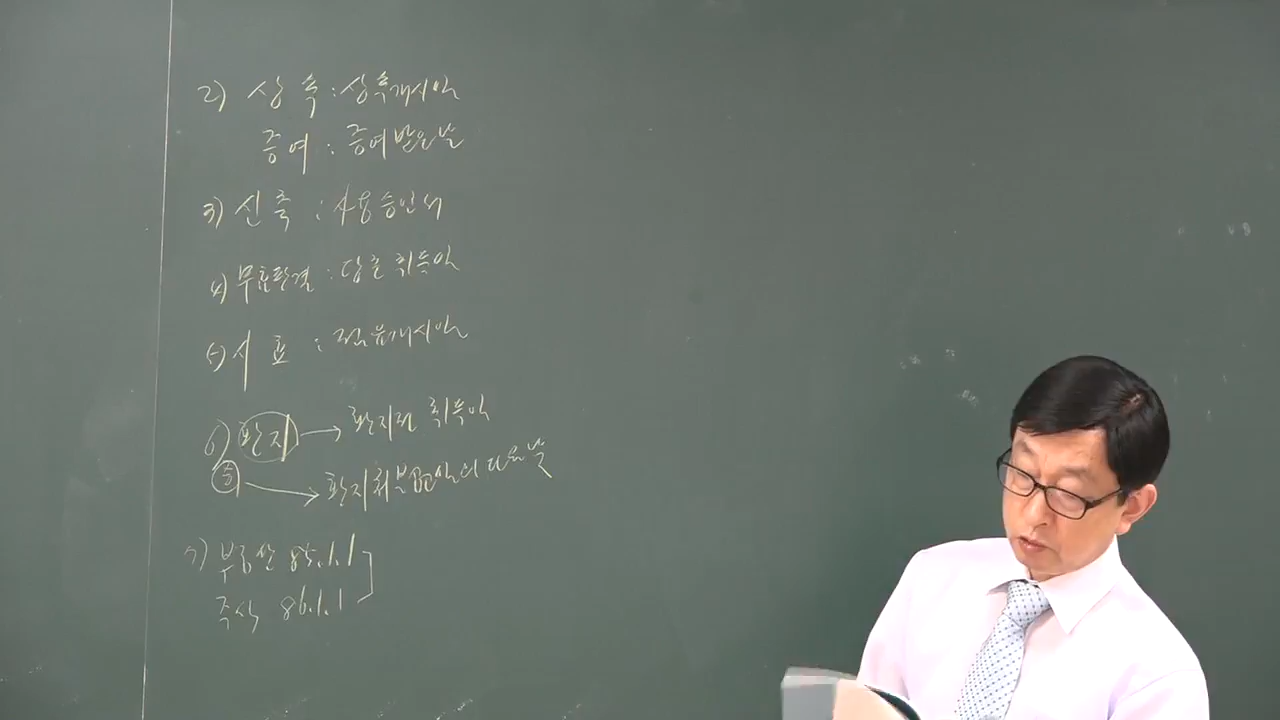 2) 상속 : 상속개시일
증여 : 증여받은날
3) 신축 : 사용승인서
4) 무효판결 : 당초 취득일
5) 시효 : 점유개시일
6) 환지 → 환지전 취득일
증 → 환지처분공고일의 다음날
7) 부동산 85.1.1
주식 86.1.1